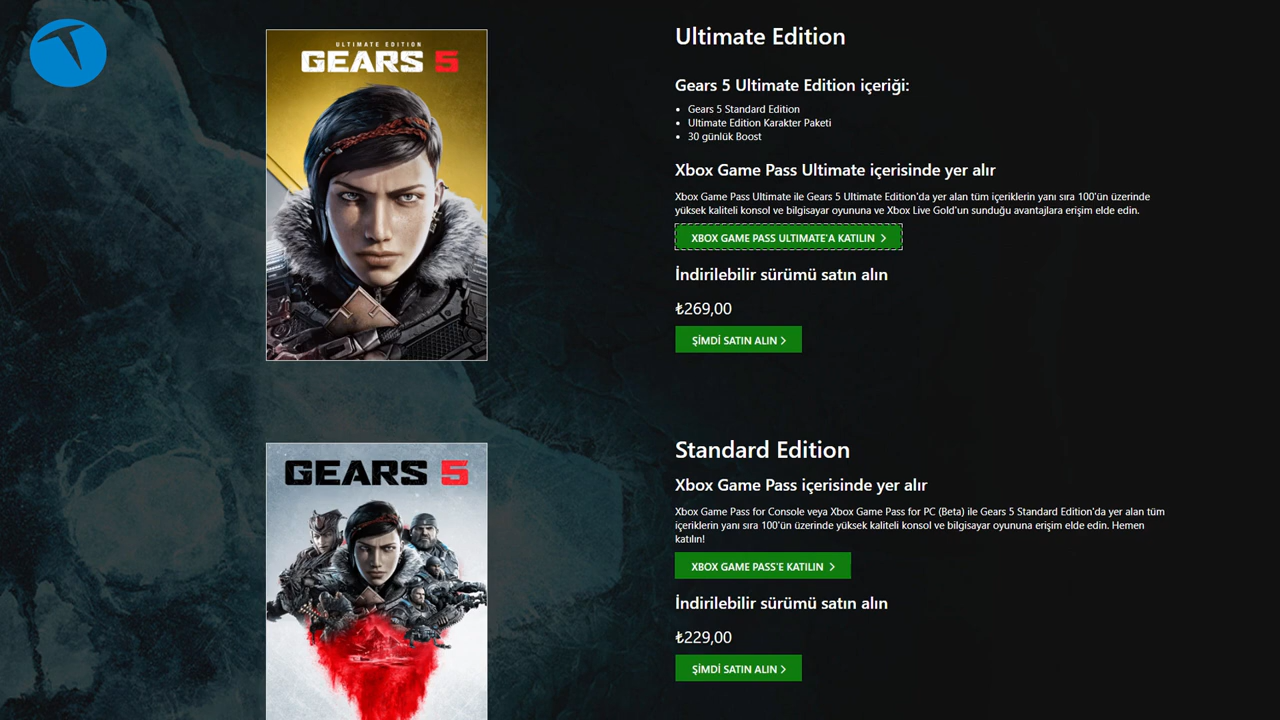 ULTIMATE EDITION
GEARS 5
Ultimate Edition
Gears 5 Ultimate Edition içeriği:
• Gears 5 Standard Edition
• Ultimate Edition Karakter Paketi
• 30 günlük Boost
Xbox Game Pass Ultimate içerisinde yer alır
Xbox Game Pass Ultimate ile Gears 5 Ultimate Edition'da yer alan tüm içeriklerin yanı sıra 100'ün üzerinde
yüksek kaliteli konsol ve bilgisayar oyununa ve Xbox Live Gold'un sunduğu avantajlara erişim elde edin.
XBOX GAME PASS ULTIMATE'A KATILIN >
İndirilebilir sürümü satın alın
₺269,00
ŞİMDİ SATIN ALIN >
GEARS 5
Standard Edition
Xbox Game Pass içerisinde yer alır
Xbox Game Pass for Console veya Xbox Game Pass for PC (Beta) ile Gears 5 Standard Edition'da yer alan tüm
içeriklerin yanı sıra 100'ün üzerinde yüksek kaliteli konsol ve bilgisayar oyununa erişim elde edin. Hemen
katılın!
XBOX GAME PASS'E KATILIN >
İndirilebilir sürümü satın alın
₺229,00
ŞİMDİ SATIN ALIN >